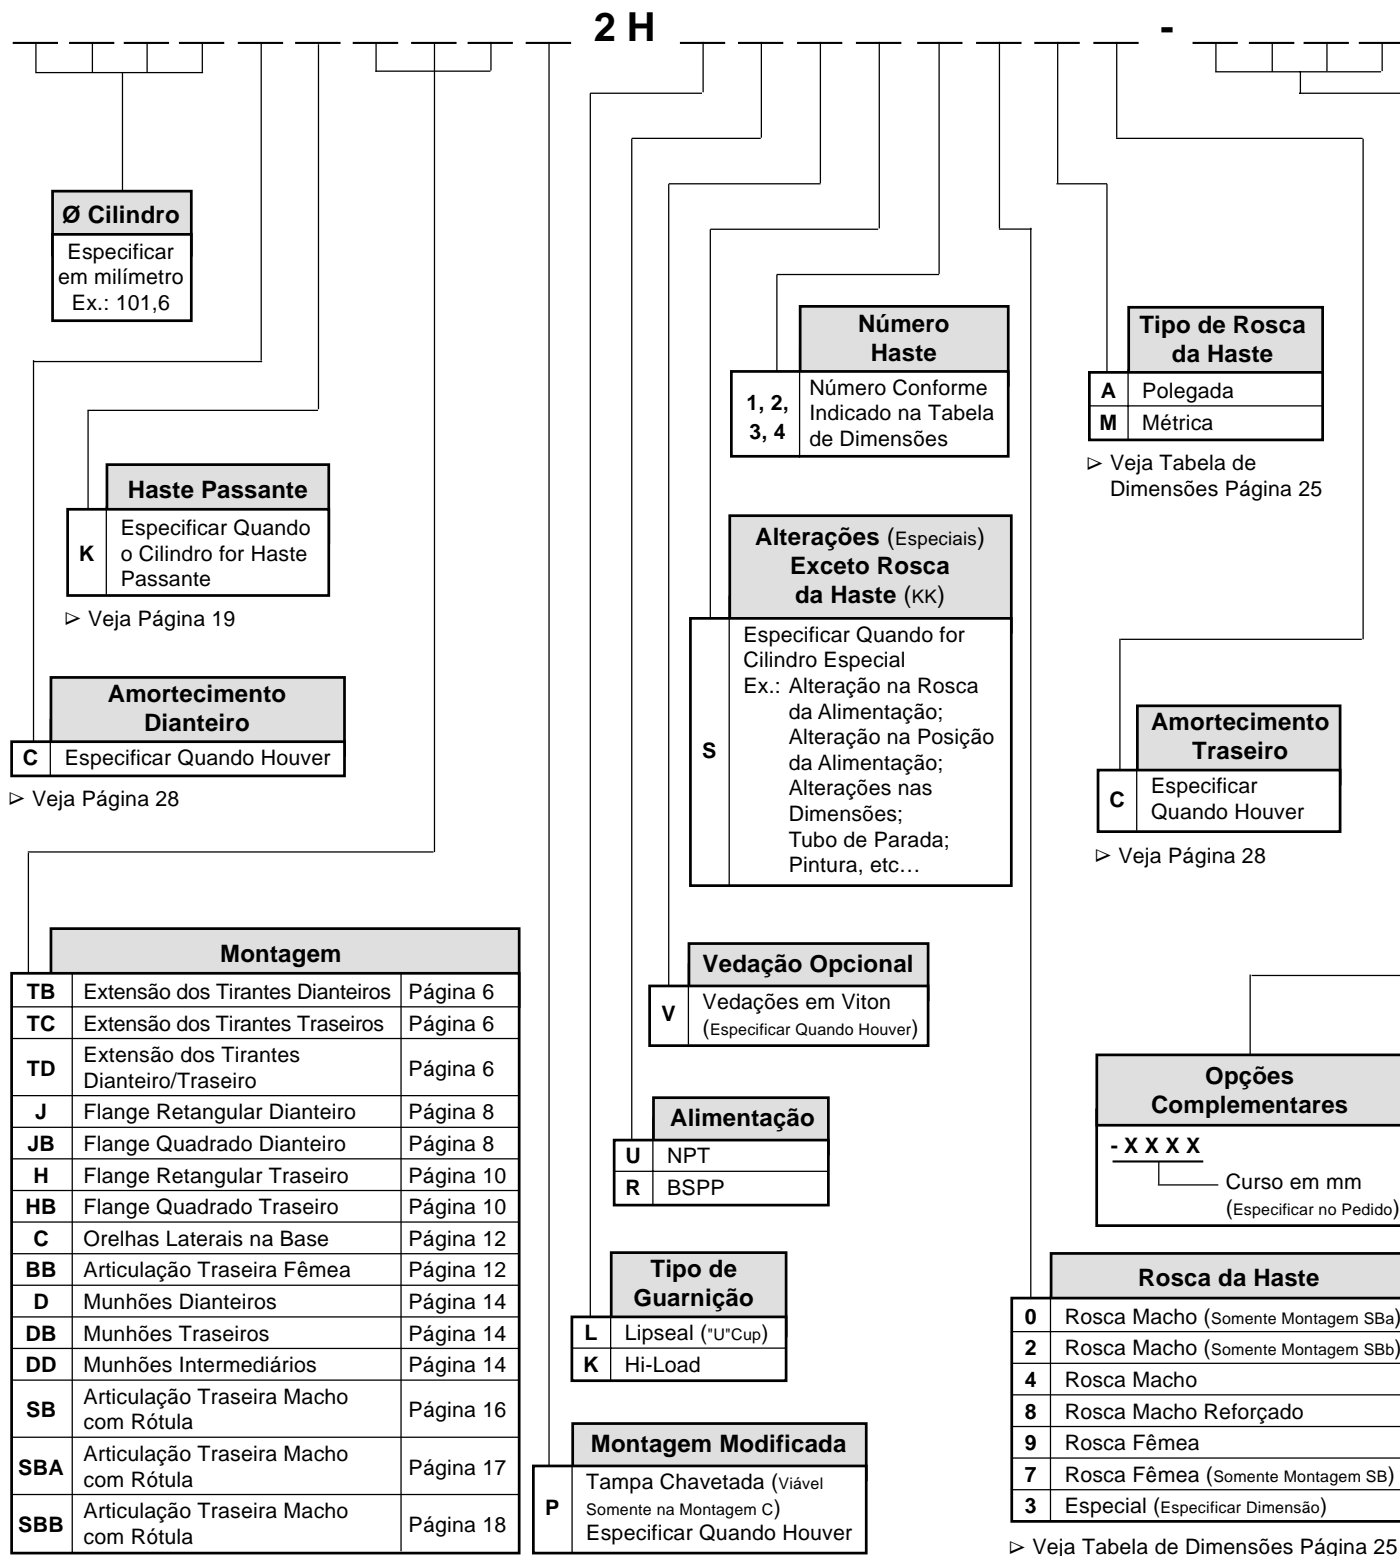 2 H
-
Ø Cilindro
Especificar
em milímetro
Ex.: 101,6
Número
Haste
1, 2,
3, 4
Número Conforme
Indicado na Tabela
de Dimensões
Tipo de Rosca
da Haste
A Polegada
M Métrica
▷ Veja Tabela de
Dimensões Página 25
Haste Passante
K
Especificar Quando
o Cilindro for Haste
Passante
▷ Veja Página 19
Alterações (Especiais)
Exceto Rosca
da Haste (KK)
S
Especificar Quando for
Cilindro Especial
Ex.: Alteração na Rosca
da Alimentação;
Alteração na Posição
da Alimentação;
Alterações nas
Dimensões;
Tubo de Parada;
Pintura, etc…
Amortecimento
Dianteiro
C Especificar Quando Houver
▷ Veja Página 28
Amortecimento
Traseiro
C
Especificar
Quando Houver
▷ Veja Página 28
Montagem
TB Extensão dos Tirantes Dianteiros Página 6
TC Extensão dos Tirantes Traseiros Página 6
TD Extensão dos Tirantes
Dianteiro/Traseiro Página 6
J Flange Retangular Dianteiro Página 8
JB Flange Quadrado Dianteiro Página 8
H Flange Retangular Traseiro Página 10
HB Flange Quadrado Traseiro Página 10
C Orelhas Laterais na Base Página 12
BB Articulação Traseira Fêmea Página 12
D Munhões Dianteiros Página 14
DB Munhões Traseiros Página 14
DD Munhões Intermediários Página 14
SB Articulação Traseira Macho
com Rótula Página 16
SBA Articulação Traseira Macho
com Rótula Página 17
SBB Articulação Traseira Macho
com Rótula Página 18
Vedação Opcional
V
Vedações em Viton
(Especificar Quando Houver)
Alimentação
U NPT
R BSPP
Tipo de
Guarnição
L Lipseal ("U"Cup)
K Hi-Load
Montagem Modificada
P
Tampa Chavetada (Viável
Somente na Montagem C)
Especificar Quando Houver
Opções
Complementares
- X X X X
Curso em mm
(Especificar no Pedido)
Rosca da Haste
0 Rosca Macho (Somente Montagem SBa)
2 Rosca Macho (Somente Montagem SBb)
4 Rosca Macho
8 Rosca Macho Reforçado
9 Rosca Fêmea
7 Rosca Fêmea (Somente Montagem SB)
3 Especial (Especificar Dimensão)
▷ Veja Tabela de Dimensões Página 25